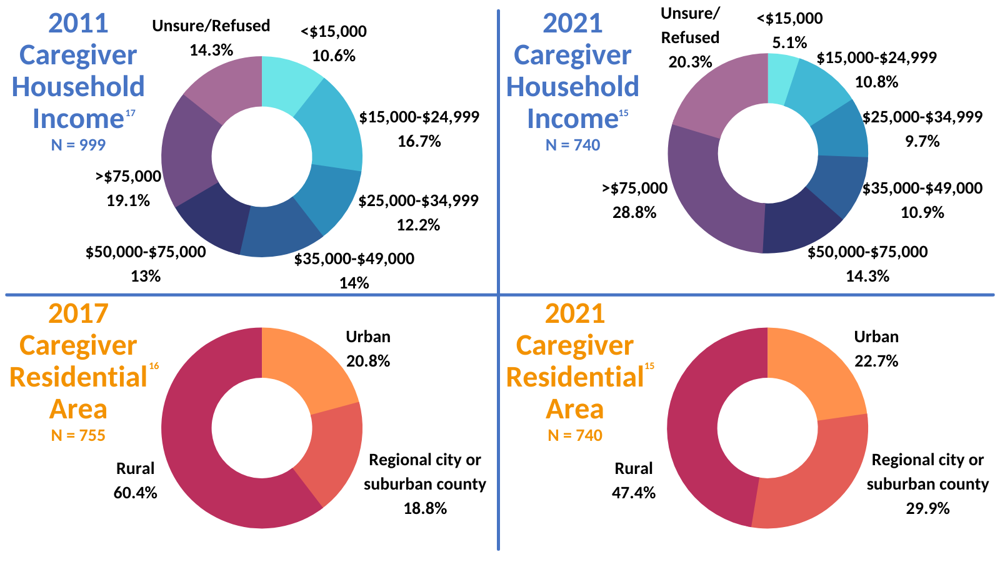 2011
Caregiver
Household
Income17
N = 999
Unsure/Refused
14.3%
<$15,000
10.6%
$15,000-$24,999
16.7%
$25,000-$34,999
12.2%
$35,000-$49,000
14%
$50,000-$75,000
13%
>$75,000
19.1%
2021
Caregiver
Household
Income15
N = 740
Unsure/
Refused
20.3%
<$15,000
5.1%
$15,000-$24,999
10.8%
$25,000-$34,999
9.7%
$35,000-$49,000
10.9%
$50,000-$75,000
14.3%
>$75,000
28.8%
2017
Caregiver
Residential16
Area
N = 755
Urban
20.8%
Regional city or
suburban county
18.8%
Rural
60.4%
2021
Caregiver
Residential15
Area
N = 740
Urban
22.7%
Regional city or
suburban county
29.9%
Rural
47.4%